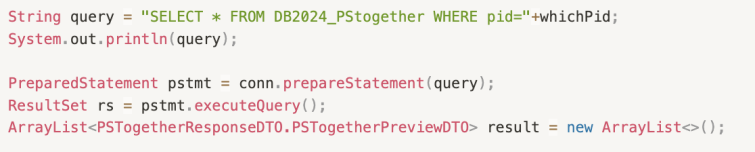 String query = "SELECT * FROM DB2024_PStogether WHERE pid="+whichPid;
System.out.println(query);
PreparedStatement pstmt = conn.prepareStatement(query);
ResultSet rs = pstmt.executeQuery();
ArrayList<PSTogetherResponseDTO.PSTogetherPreviewDTO> result = new ArrayList<>();